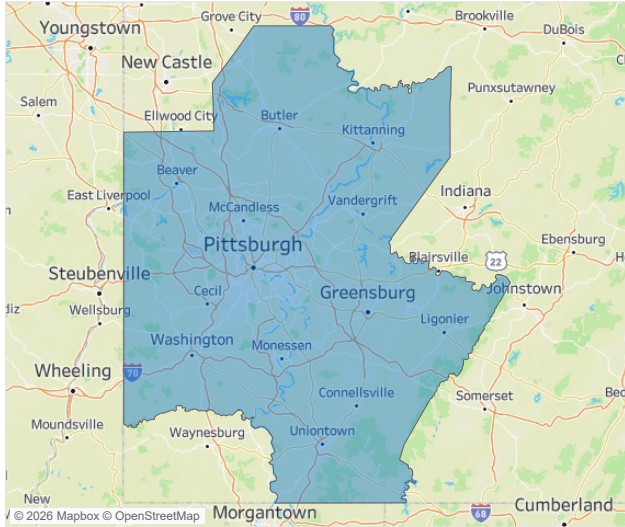 Grove City
80
Brookville
Youngstown
DuBois
New Castle
Punxsutawney
Salem
Ellwood City
Butler
Kittanning
Beaver
Indiana
East Liverpool
Vandergrift
McCandless
Pittsburgh
Ebensburg
Blairsville
22
Steubenville
Johnstown
Cecil
Greensburg
Wellsburg
Ligonier
Washington
Monessen
Wheeling
70
Connellsville
Somerset
Moundsville
Waynesburg
Uniontown
New
Morgantown
68
Cumberland
© 2026 Mapbox © OpenStreetMap